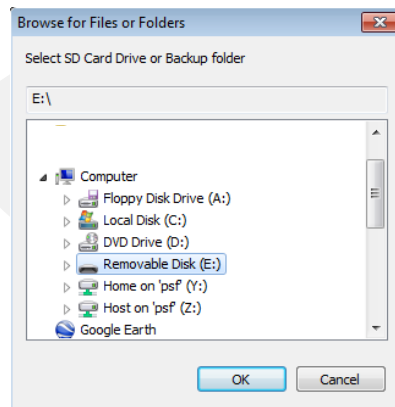 Browse for Files or Folders
Select SD Card Drive or Backup folder
E:\
Computer
Floppy Disk Drive (A:)
Local Disk (C:)
DVD Drive (D:)
Removable Disk (E:)
Home on 'psf' (Y:)
Host on 'psf' (Z:)
Google Earth
OK Cancel